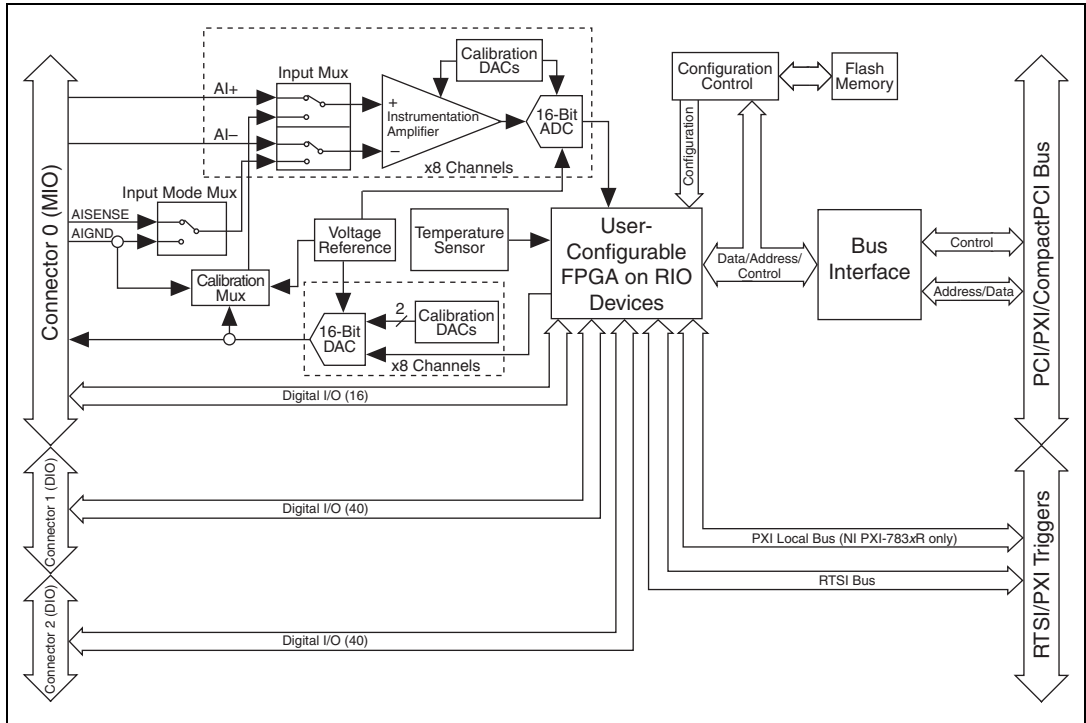 Connector 0 (MIO)
AI+
AI–
Input Mux
+
Instrumentation
Amplifier
–
Calibration
DACs
16-Bit
ADC
x8 Channels
Input Mode Mux
AISENSE
AIGND
Calibration
Mux
Voltage
Reference
Temperature
Sensor
16-Bit
DAC
2
Calibration
DACs
x8 Channels
Configuration
Control
Flash
Memory
Configuration
User-
Configurable
FPGA on RIO
Devices
Data/Address/
Control
Bus
Interface
Control
Address/Data
PCI/PXI/CompactPCI Bus
Digital I/O (16)
Connector 1 (DIO)
Digital I/O (40)
Connector 2 (DIO)
Digital I/O (40)
PXI Local Bus (NI PXI-783xR only)
RTSI Bus
RTSI/PXI Triggers